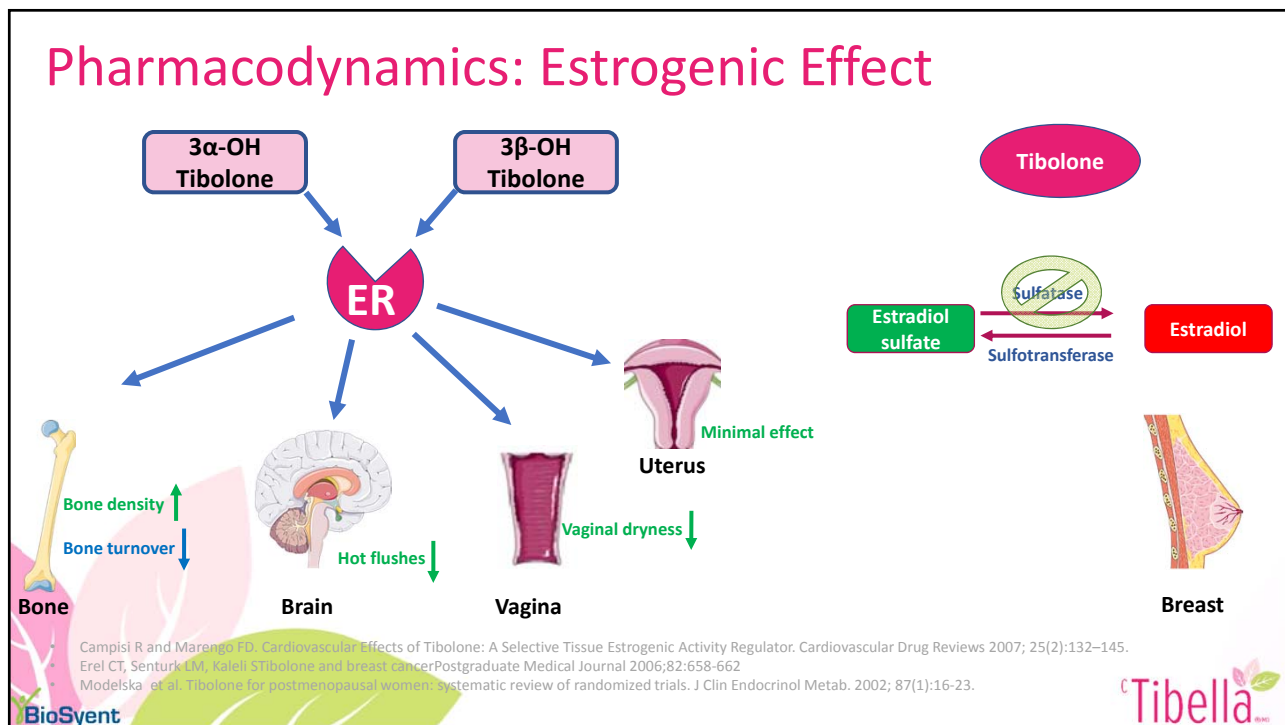 Pharmacodynamics: Estrogenic Effect
3α-OH
Tibolone
3β-OH
Tibolone
Tibolone
ER
Sulfatase
Estradiol
sulfate
Estradiol
Sulfotransferase
Minimal effect
Uterus
Bone density
Bone turnover
Hot flushes
Vaginal dryness
Bone
Brain
Vagina
Breast
• Campisi R and Marengo FD. Cardiovascular Effects of Tibolone: A Selective Tissue Estrogenic Activity Regulator. Cardiovascular Drug Reviews 2007; 25(2):132–145.
• Erel CT, Senturk LM, Kaleli STibolone and breast cancerPostgraduate Medical Journal 2006;82:658-662
• Modelska et al. Tibolone for postmenopausal women: systematic review of randomized trials. J Clin Endocrinol Metab. 2002; 87(1):16-23.
BioSyent
CTibella